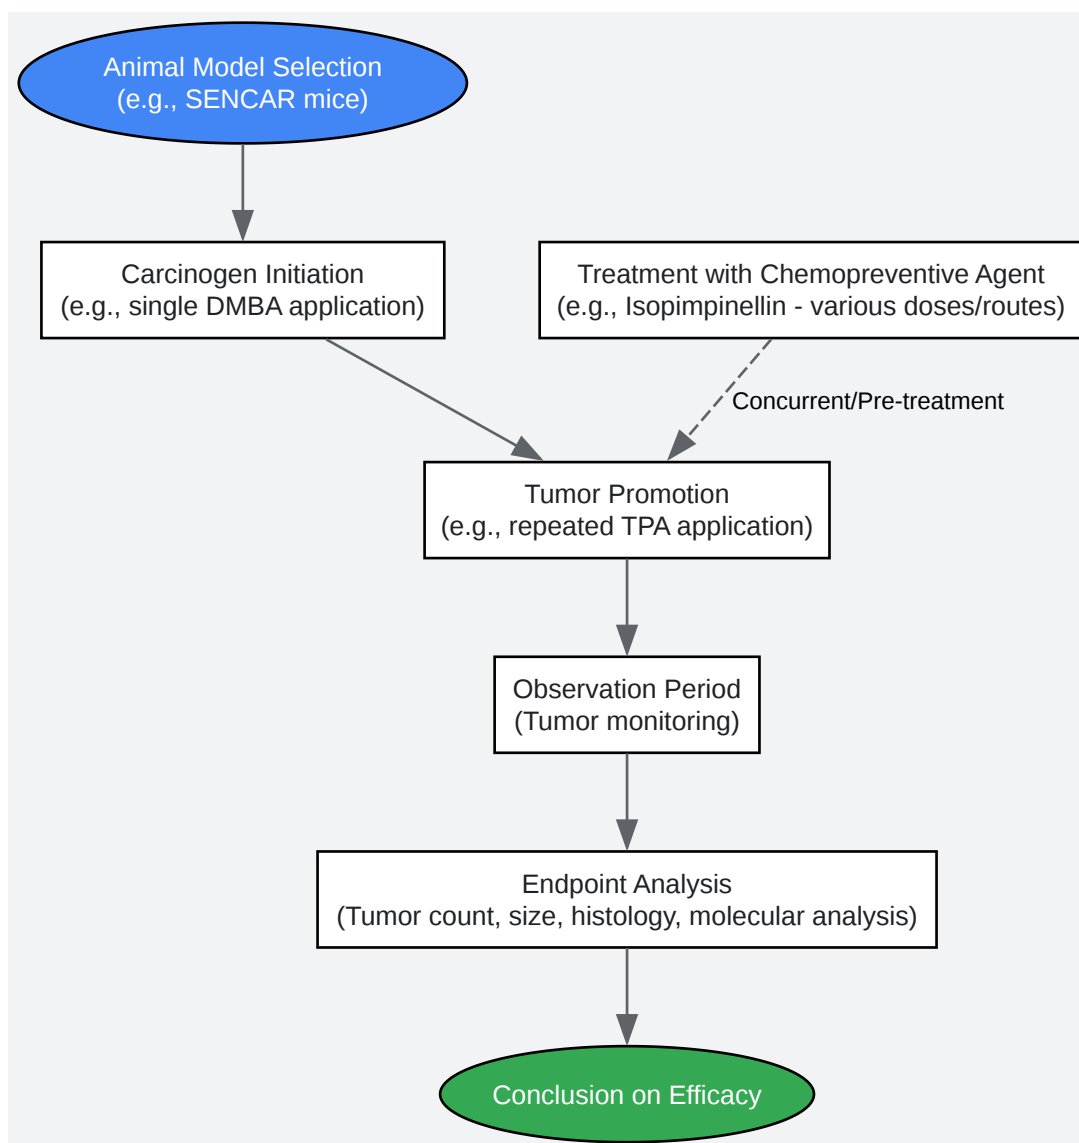 Animal Model Selection
(e.g., SENCAR mice)
Carcinogen Initiation
(e.g., single DMBA application)
Treatment with Chemopreventive Agent
(e.g., Isopimpinellin - various doses/routes)
Concurrent/Pre-treatment
Tumor Promotion
(e.g., repeated TPA application)
Observation Period
(Tumor monitoring)
Endpoint Analysis
(Tumor count, size, histology, molecular analysis)
Conclusion on Efficacy